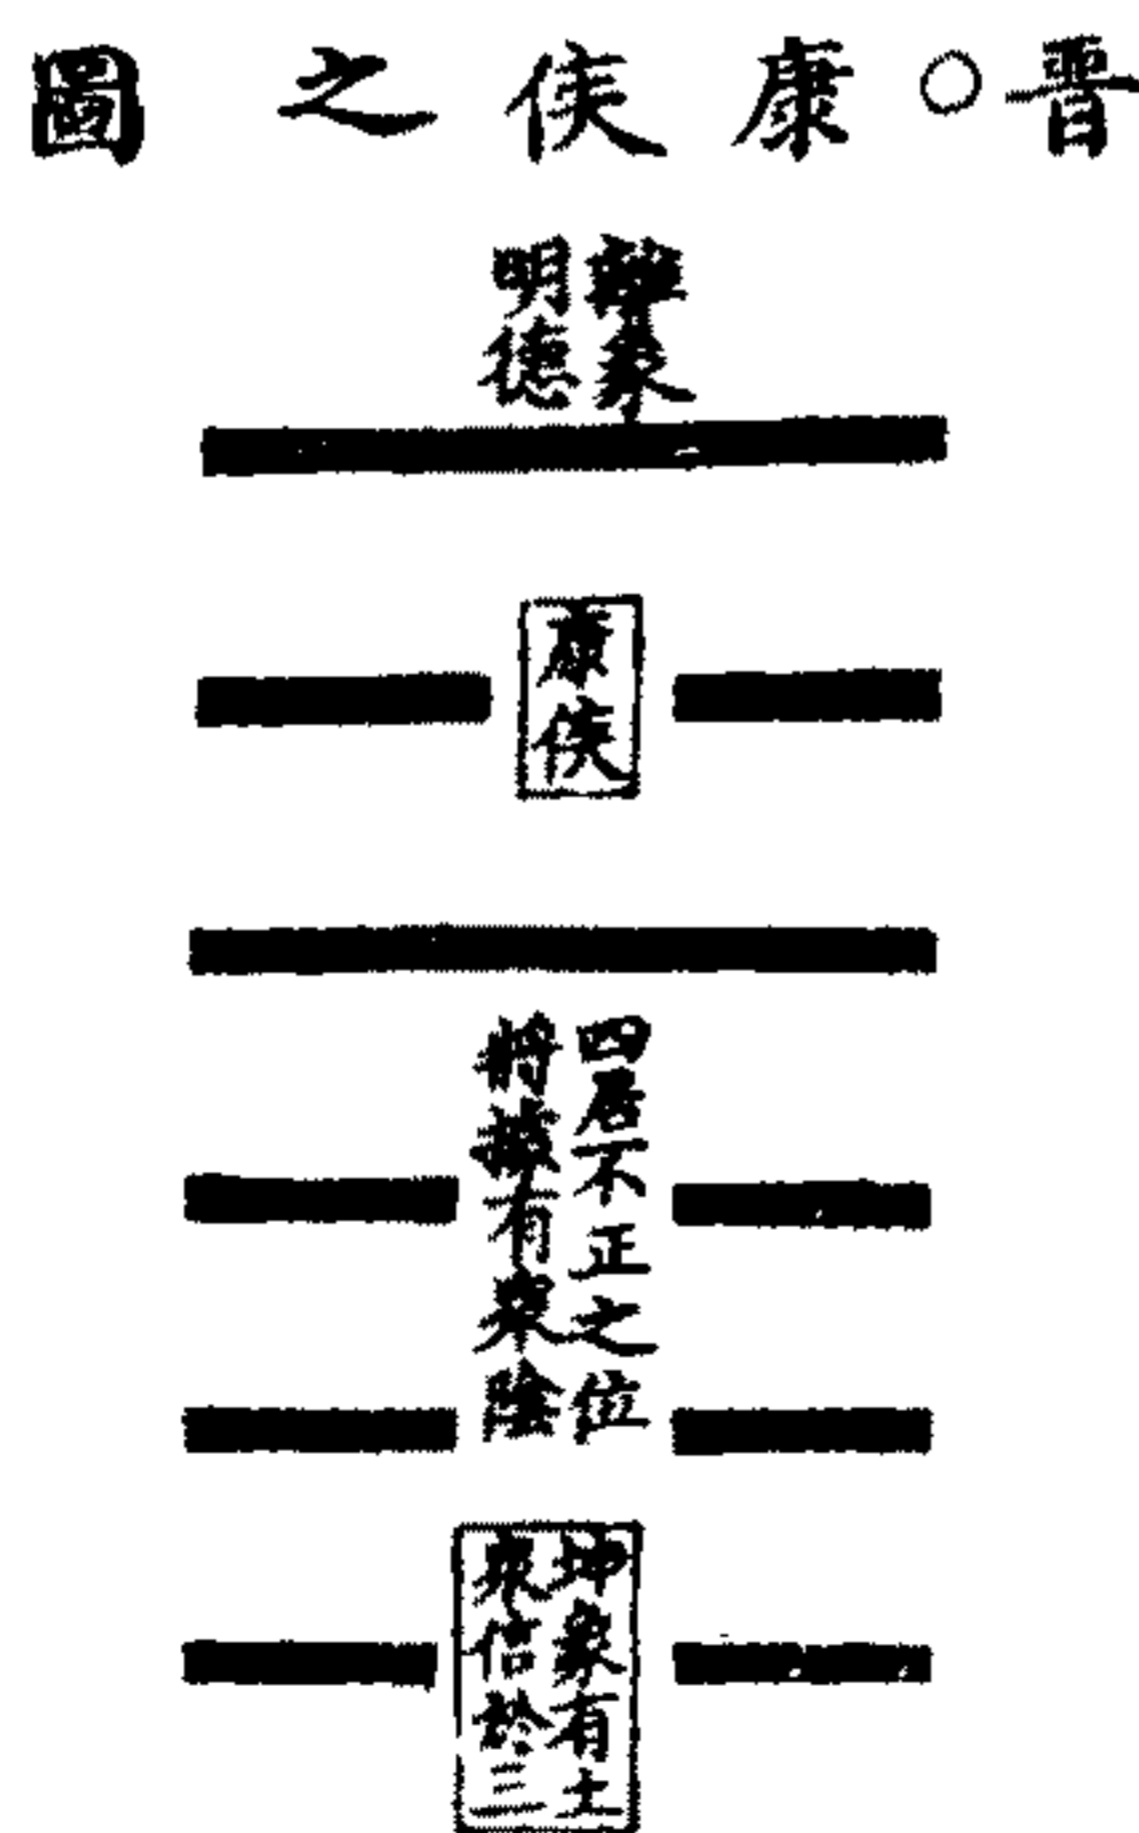 晉○康侯之圖
離象
明德
康侯
四居不正之位
將據有衆陰
坤象有土
衆信於三